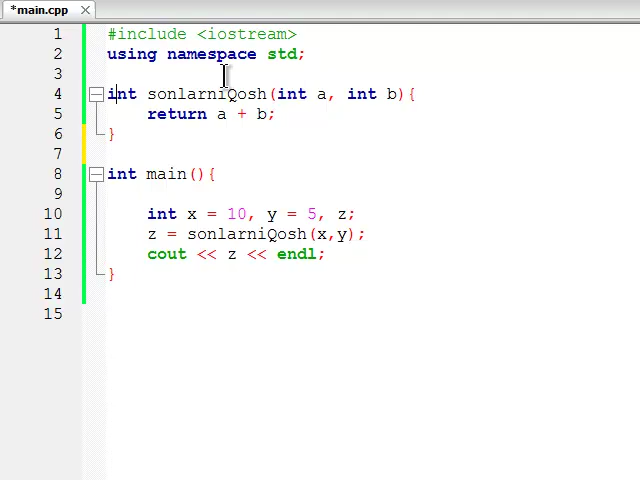 *main.cpp
1 #include <iostream>
2 using namespace std;
3
4 int sonlarniQosh(int a, int b){
5 return a + b;
6 }
7
8 int main(){
9
10 int x = 10, y = 5, z;
11 z = sonlarniQosh(x,y);
12 cout << z << endl;
13 }
14
15